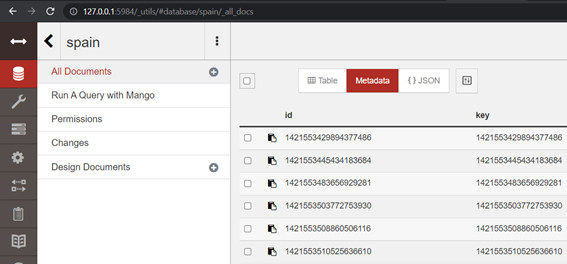 127.0.0.1:5984/_utils/#database/spain/_all_docs
spain
All Documents
Run A Query with Mango
Permissions
Changes
Design Documents
Table Metadata {} JSON
id key
1421553429894377486 1421553429894377486
1421553445434183684 1421553445434183684
1421553483656929281 1421553483656929281
1421553503772753930 1421553503772753930
1421553508860506116 1421553508860506116
1421553510525636610 1421553510525636610